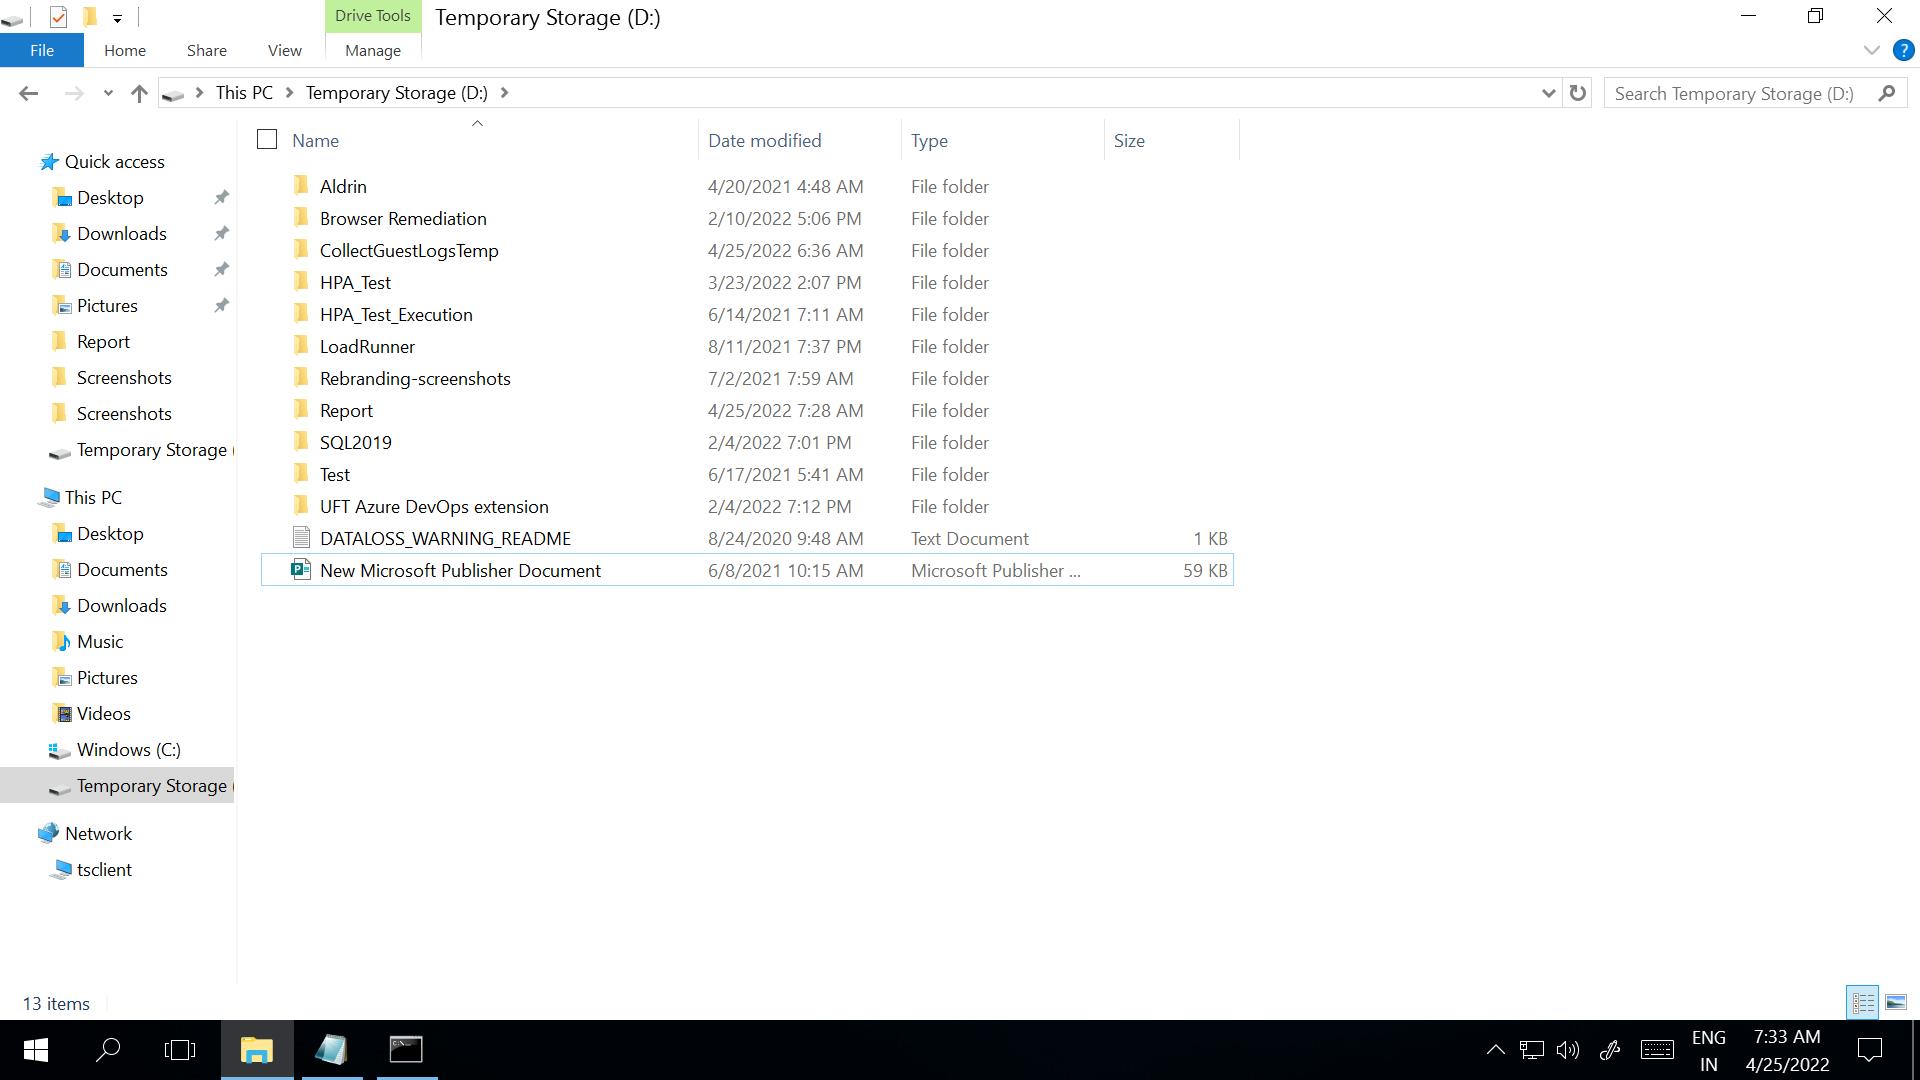 Drive Tools
Temporary Storage (D:)
File
Home
Share
View
Manage
?
This PC
Temporary Storage (D:)
Search Temporary Storage (D:)
Name
Date modified
Type
Size
Quick access
Desktop
Downloads
Documents
Pictures
Report
Screenshots
Screenshots
Temporary Storage (
This PC
Desktop
Documents
Downloads
Music
Pictures
Videos
Windows (C:)
Temporary Storage (
Network
tsclient
Aldrin 4/20/2021 4:48 AM File folder
Browser Remediation 2/10/2022 5:06 PM File folder
CollectGuestLogsTemp 4/25/2022 6:36 AM File folder
HPA_Test 3/23/2022 2:07 PM File folder
HPA_Test_Execution 6/14/2021 7:11 AM File folder
LoadRunner 8/11/2021 7:37 PM File folder
Rebranding-screenshots 7/2/2021 7:59 AM File folder
Report 4/25/2022 7:28 AM File folder
SQL2019 2/4/2022 7:01 PM File folder
Test 6/17/2021 5:41 AM File folder
UFT Azure DevOps extension 2/4/2022 7:12 PM File folder
DATALOSS_WARNING_README 8/24/2020 9:48 AM Text Document 1 KB
New Microsoft Publisher Document 6/8/2021 10:15 AM Microsoft Publisher ... 59 KB
13 items
ENG
IN
7:33 AM
4/25/2022